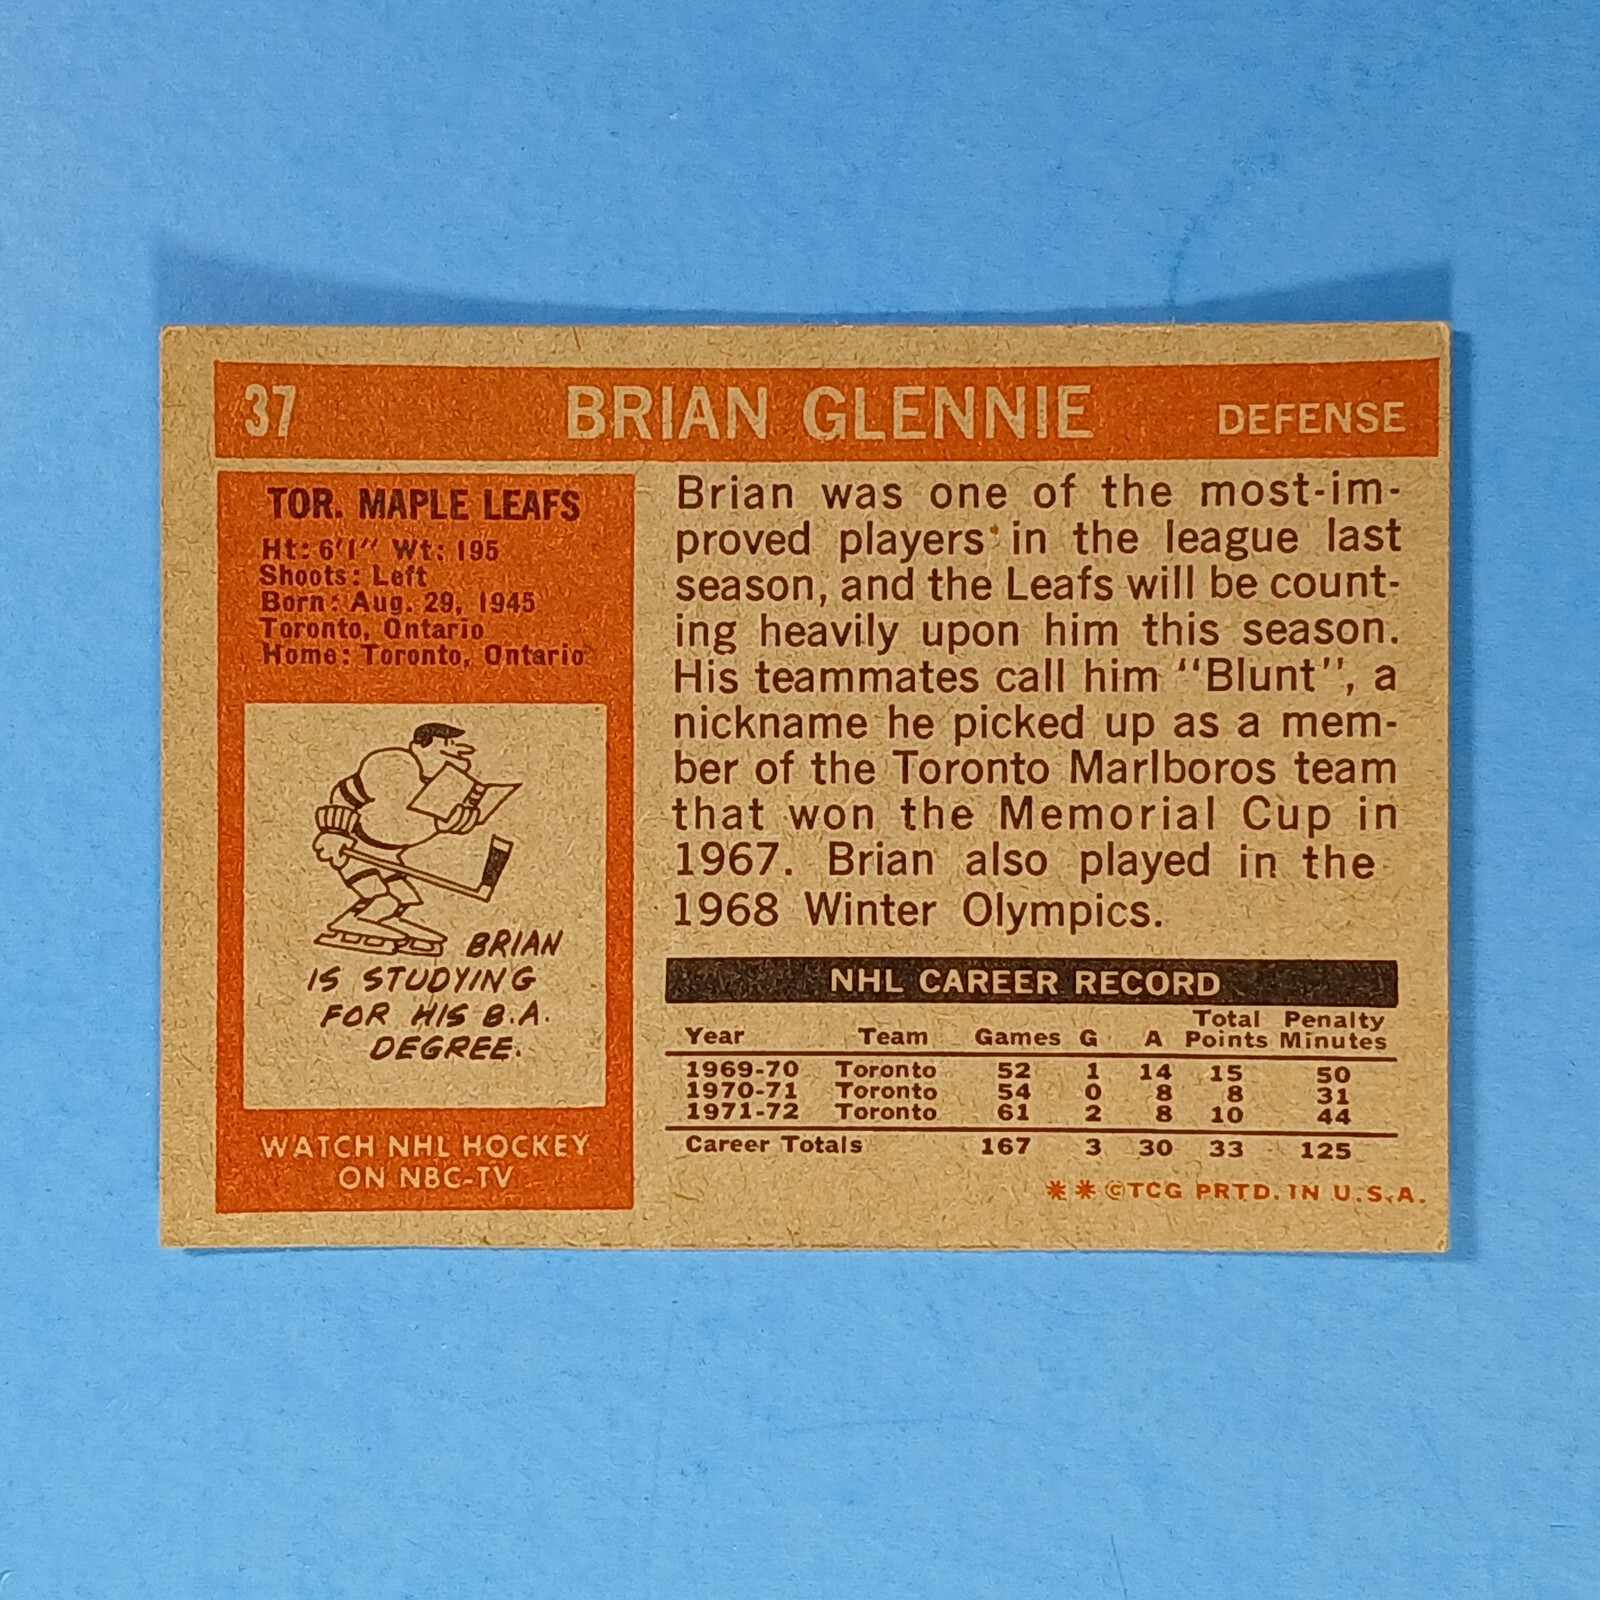 37 BRIAN GLENNIE DEFENSE
TOR. MAPLE LEAFS
Ht: 6'1" Wt: 195
Shoots: Left
Born: Aug. 29, 1945
Toronto, Ontario
Home: Toronto, Ontario
BRIAN
IS STUDYING
FOR HIS B.A.
DEGREE.
WATCH NHL HOCKEY
ON NBC-TV
Brian was one of the most-im-
proved players in the league last
season, and the Leafs will be count-
ing heavily upon him this season.
His teammates call him "Blunt", a
nickname he picked up as a mem-
ber of the Toronto Marlboros team
that won the Memorial Cup in
1967. Brian also played in the
1968 Winter Olympics.
NHL CAREER RECORD
Year Team Games G A Total Points Penalty Minutes
1969-70 Toronto 52 1 14 15 50
1970-71 Toronto 54 0 8 8 31
1971-72 Toronto 61 2 8 10 44
Career Totals 167 3 30 33 125
✱ ✱ ©TCG PRTD. IN U.S.A.